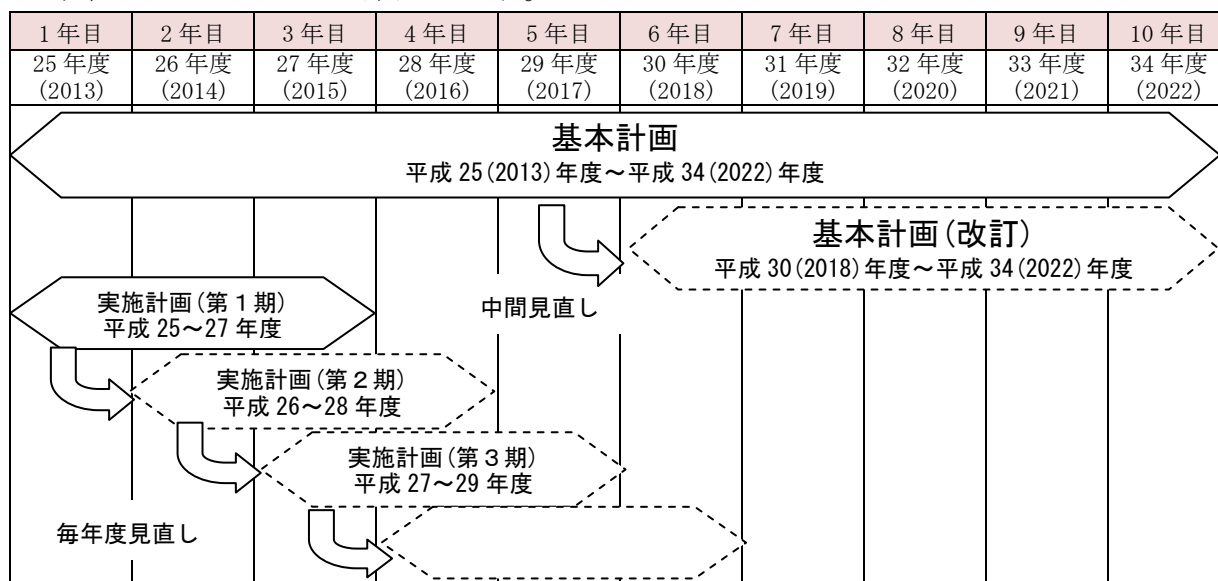 1年目 2年目 3年目 4年目 5年目 6年目 7年目 8年目 9年目 10年目
25年度 26年度 27年度 28年度 29年度 30年度 31年度 32年度 33年度 34年度
(2013) (2014) (2015) (2016) (2017) (2018) (2019) (2020) (2021) (2022)
基本計画
平成25(2013)年度～平成34(2022)年度
基本計画(改訂)
平成30(2018)年度～平成34(2022)年度
中間見直し
実施計画(第1期)
平成25～27年度
実施計画(第2期)
平成26～28年度
実施計画(第3期)
平成27～29年度
毎年度見直し